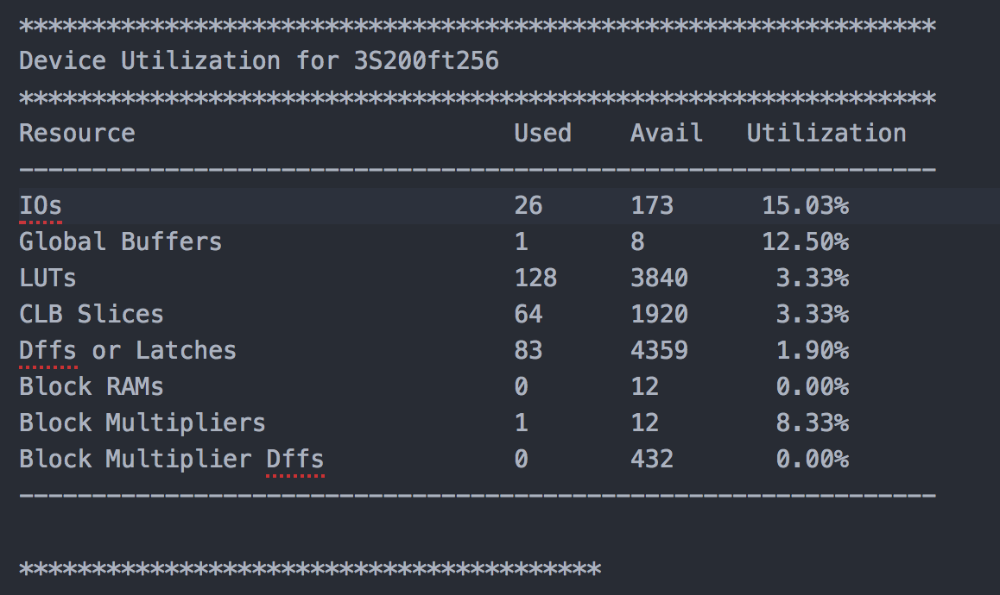 ***************************************************************
Device Utilization for 3S200ft256
***************************************************************
Resource                          Used    Avail   Utilization
---------------------------------------------------------------
IOs                               26      173      15.03%
Global Buffers                    1       8        12.50%
LUTs                              128     3840      3.33%
CLB Slices                        64      1920      3.33%
Dffs or Latches                   83      4359      1.90%
Block RAMs                        0       12        0.00%
Block Multipliers                 1       12        8.33%
Block Multiplier Dffs             0       432       0.00%
---------------------------------------------------------------
****************************************